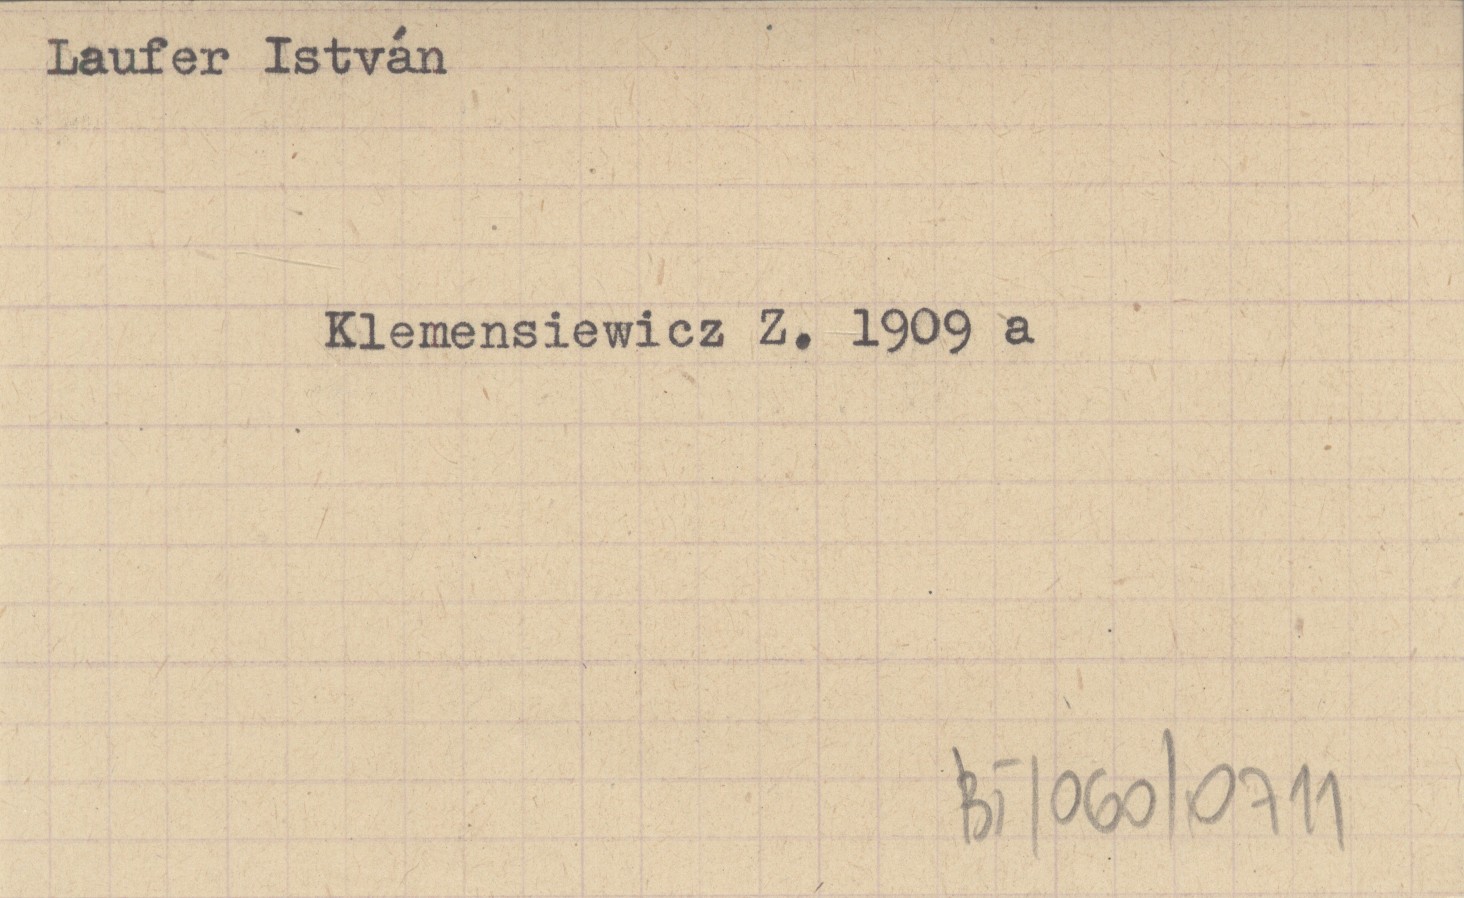 Laufer István
Klemensiewicz Z. 1909 a
BI/060/0711